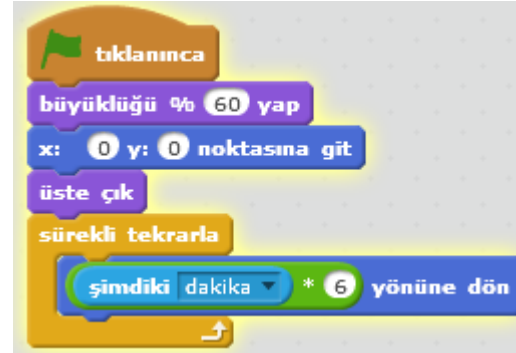 tıklanınca
büyüklüğü % 60 yap
x: 0 y: 0 noktasına git
üste çık
sürekli tekrarla
şimdiki dakika * 6 yönüne dön